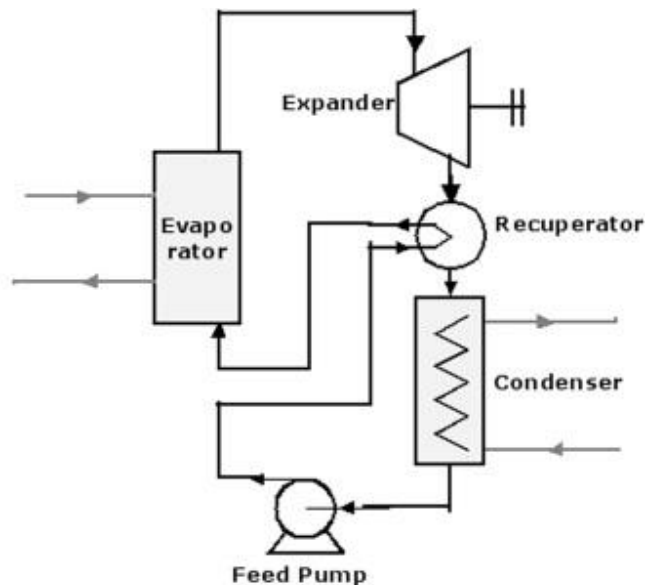 Expander
Recuperator
Evapo
rator
Condenser
Feed Pump